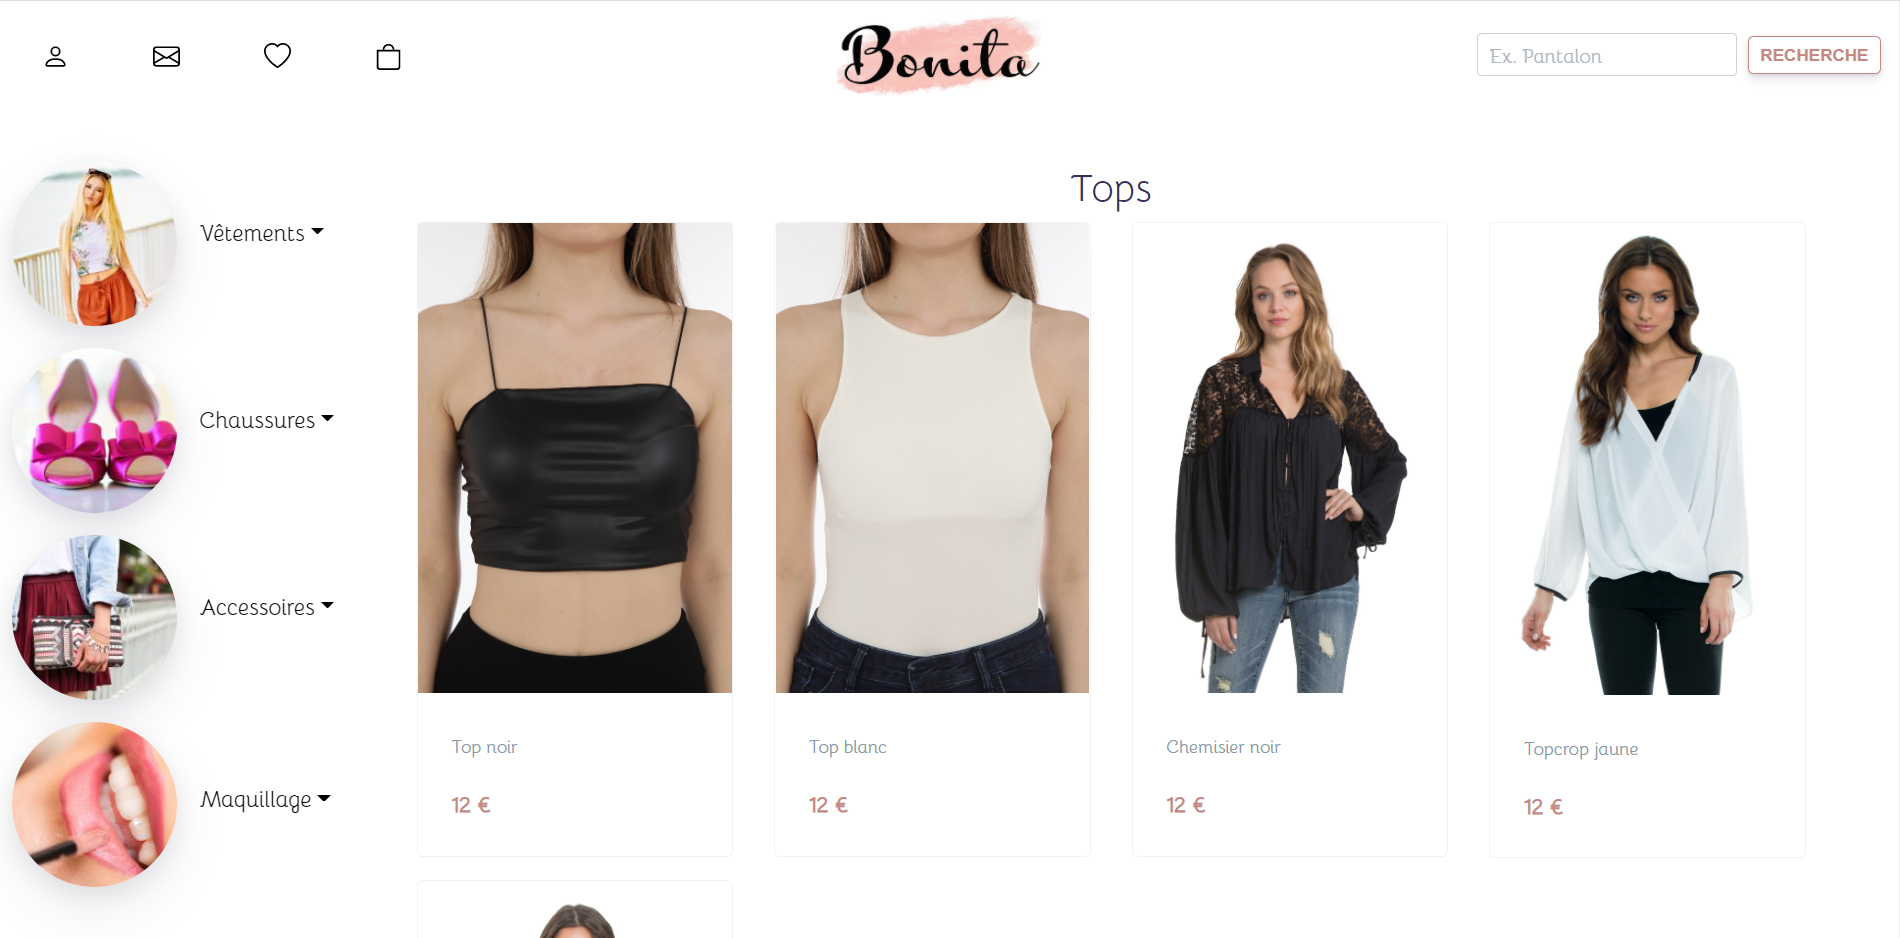 Bonita
Ex. Pantalon
RECHERCHE
Vêtements
Chaussures
Accessoires
Maquillage
Tops
Top noir
12 €
Top blanc
12 €
Chemisier noir
12 €
Topcrop jaune
12 €